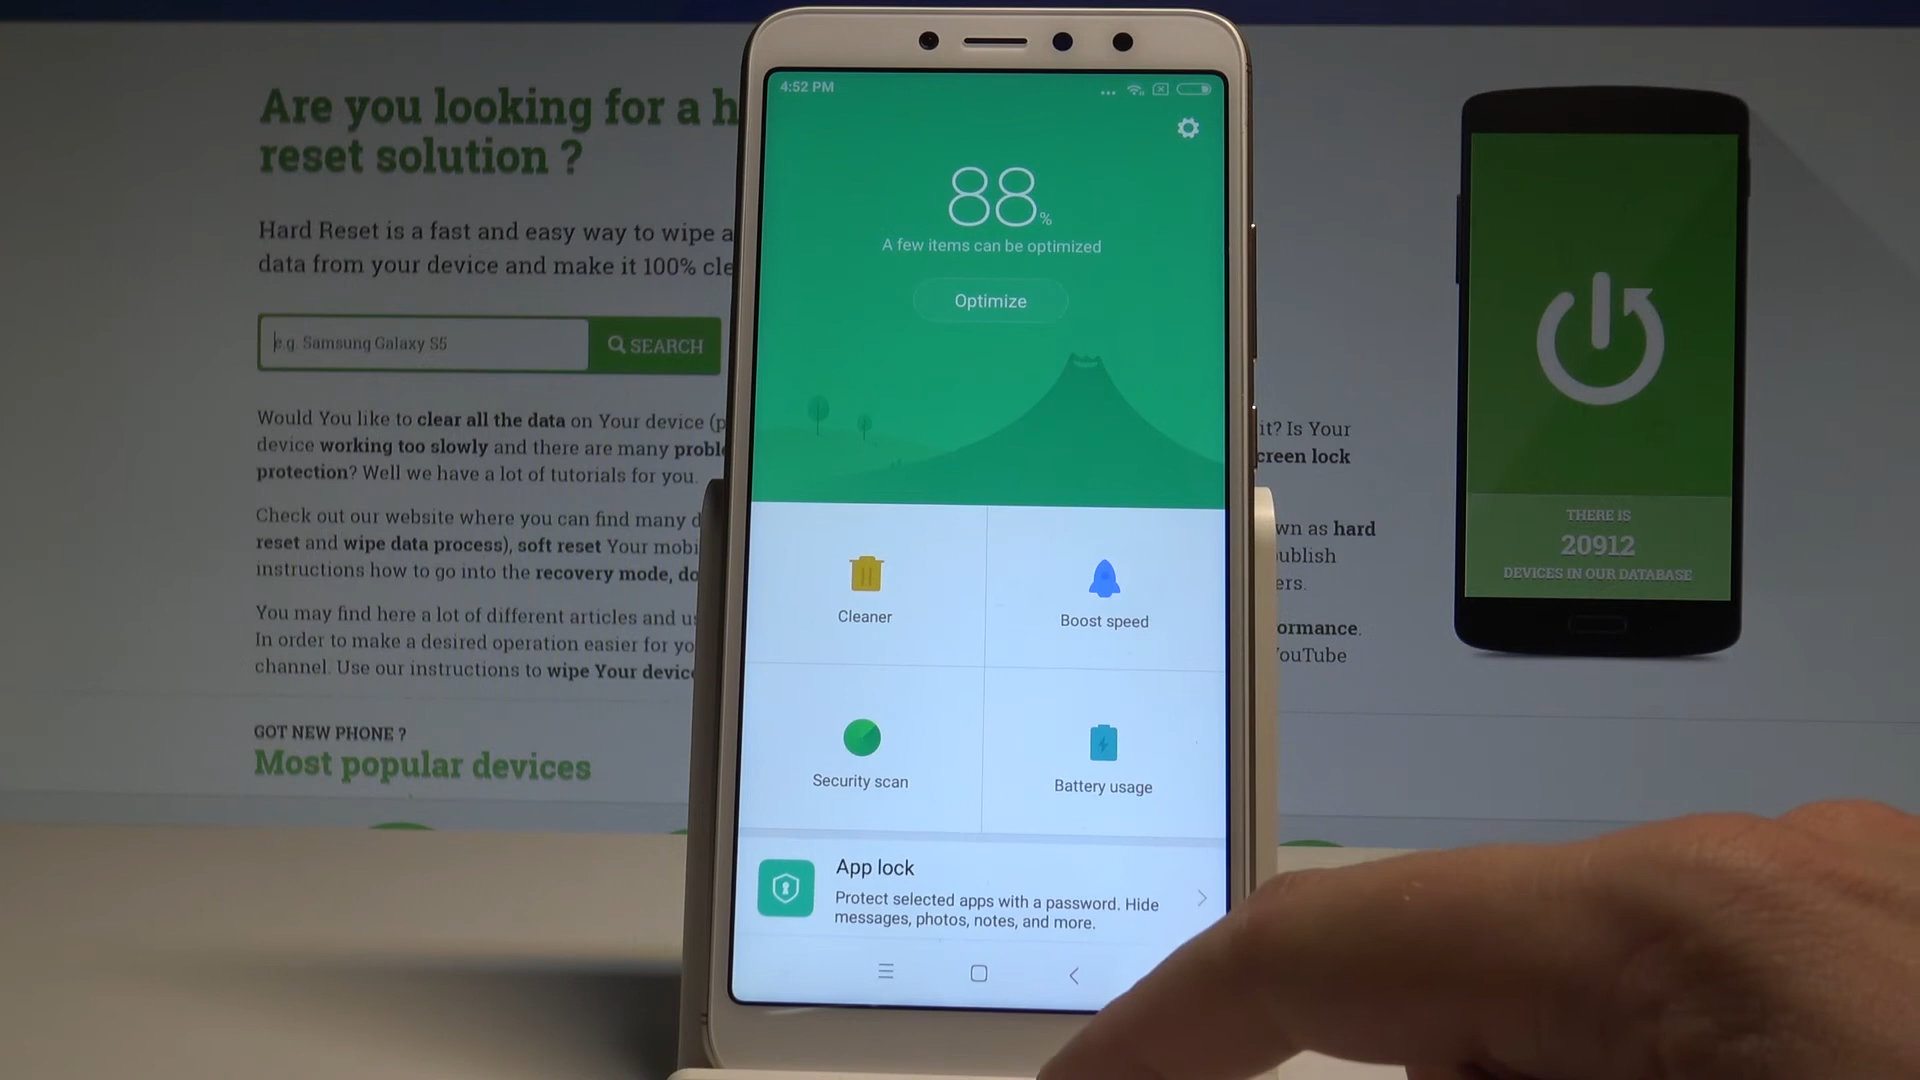 Are you looking for a h
reset solution ?
Hard Reset is a fast and easy way to wipe a
data from your device and make it 100% cle
e.g. Samsung Galaxy S5
SEARCH
Would You like to clear all the data on Your device (p
device working too slowly and there are many proble
protection? Well we have a lot of tutorials for you.
Check out our website where you can find many d
reset and wipe data process), soft reset Your mobi
instructions how to go into the recovery mode, do
You may find here a lot of different articles and us
In order to make a desired operation easier for yo
channel. Use our instructions to wipe Your device
GOT NEW PHONE ?
Most popular devices
4:52 PM
88%
A few items can be optimized
Optimize
Cleaner
Boost speed
Security scan
Battery usage
App lock
Protect selected apps with a password. Hide
messages, photos, notes, and more.
it? Is Your
creen lock
wn as hard
ublish
ers.
ormance.
YouTube
THERE IS
20912
DEVICES IN OUR DATABASE